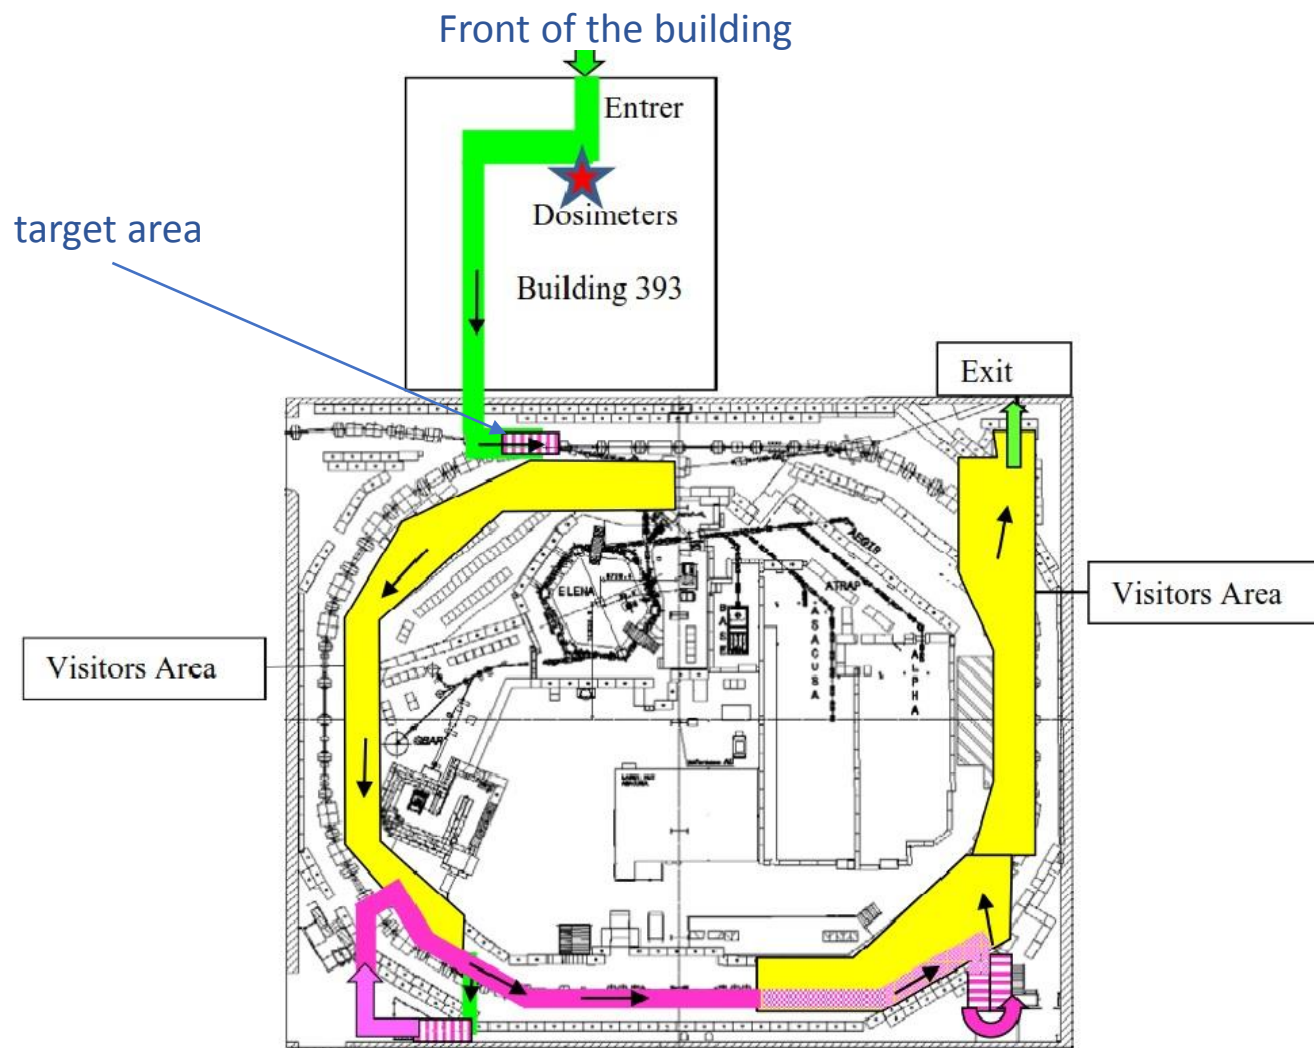 Front of the building
Entrer
Dosimeters
target area
Building 393
Exit
AEGIS
ELENA
ATRAP
BASE
ASACUSA
ALPHA
Visitors Area
Visitors Area
GBAR